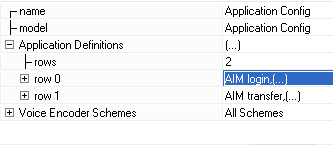 name Application Config
model Application Config
Application Definitions (...)
rows 2
row 0 AIM login,(...)
row 1 AIM transfer,(...)
Voice Encoder Schemes All Schemes